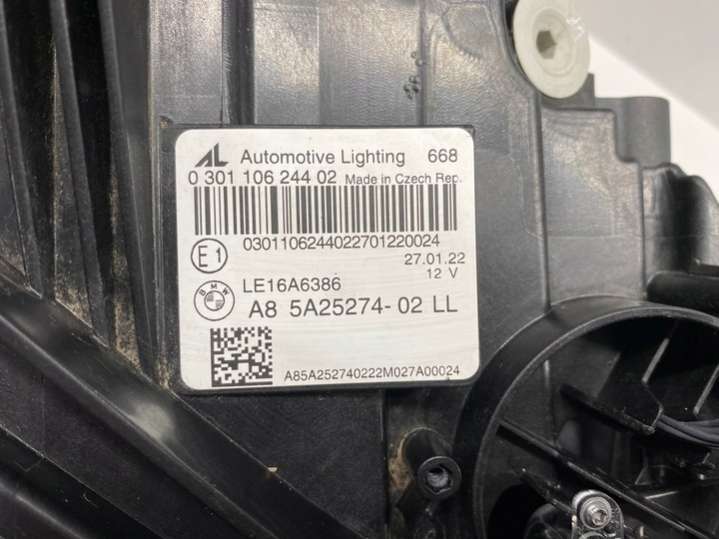 AL Automotive Lighting 668
0 301 106 244 02 Made in Czech Rep.
0301106244022701220024
E1
27.01.22
12 V
LE16A6386
BMW
A8 5A25274-02 LL
A85A252740222M027A00024